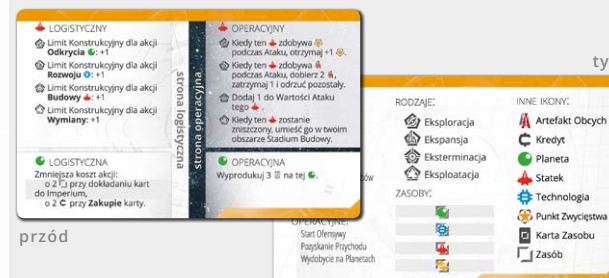 LOGISTYCZNY
Limit Konstrukcyjny dla akcji
Odkrycia : +1
Limit Konstrukcyjny dla akcji
Rozwoju : +1
Limit Konstrukcyjny dla akcji
Budowy : +1
Limit Konstrukcyjny dla akcji
Wymiany: +1
LOGISTYCZNA
Zmniejsza koszt akcji:
o 2 przy dokładaniu kart
do Imperium,
o 2 przy Zakupie karty.
strona logistyczna
strona operacyjna
OPERACYJNY
Kiedy ten zdobywa
podczas Ataku, otrzymaj +1 .
Kiedy ten zdobywa
podczas Ataku, dobierz 2 ,
zatrzymaj 1 i odrzuć pozostały.
Dodaj 1 do Wartości Ataku
tego .
Kiedy ten zostanie
zniszczony, umieść go w twoim
obszarze Stadium Budowy.
OPERACYJNA
Wyprodukuj 3 na tej .
przód
ty
RODZAJE:
Eksploracja
Ekspansja
Eksterminacja
Eksploatacja
ZASOBY:
INNE IKONY:
Artefakt Obcych
Kredyt
Planeta
Statek
Technologia
Punkt Zwycięstwa
Karta Zasobu
Zasób
ów
OPERACYJNE:
Start Ofensywy
Pozyskanie Przychodu
Wydobycie na Planetach